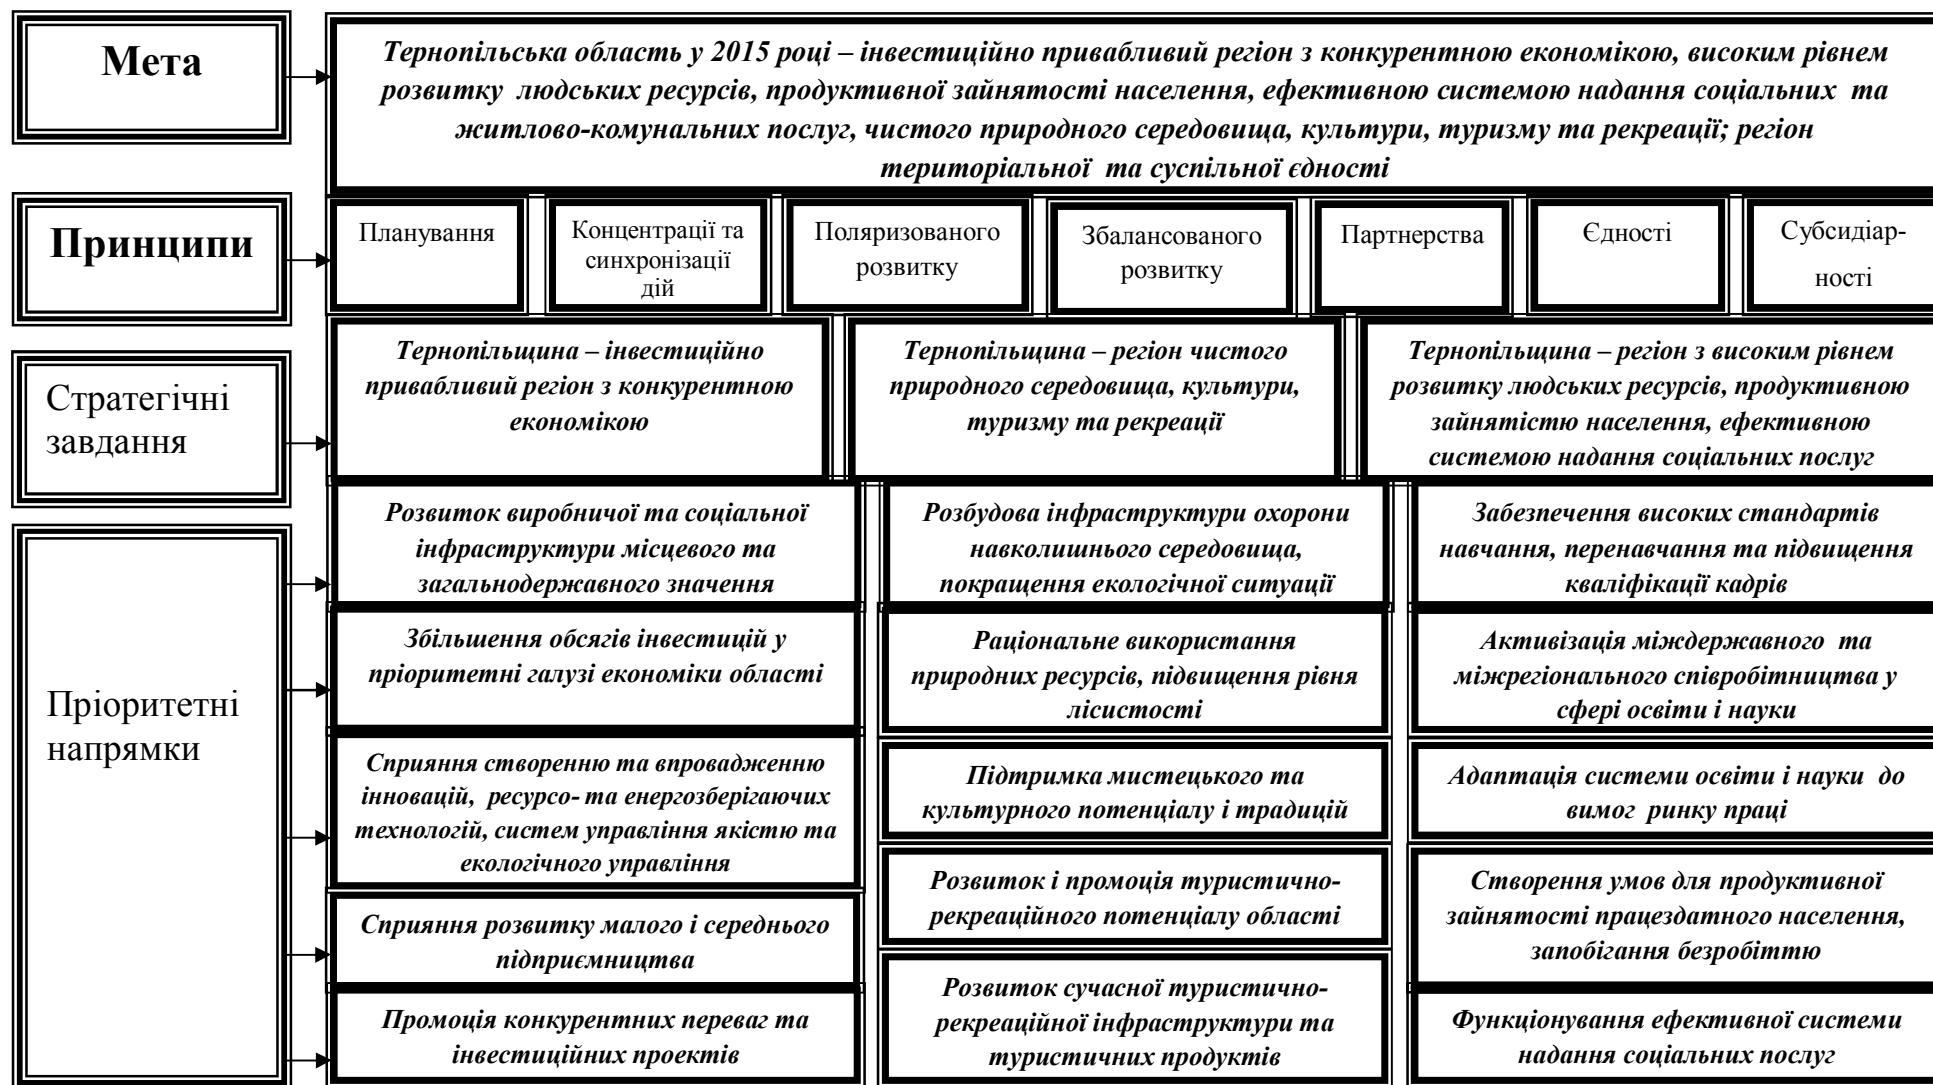 Мета
Тернопільська область у 2015 році – інвестиційно привабливий регіон з конкурентною економікою, високим рівнем
розвитку людських ресурсів, продуктивної зайнятості населення, ефективною системою надання соціальних та
житлово-комунальних послуг, чистого природного середовища, культури, туризму та рекреації; регіон
територіальної та суспільної єдності
Принципи
Планування
Концентрації та
синхронізації
дій
Поляризованого
розвитку
Збалансованого
розвитку
Партнерства
Єдності
Субсидіар-
ності
Стратегічні
завдання
Тернопільщина – інвестиційно
привабливий регіон з конкурентною
економікою
Тернопільщина – регіон чистого
природного середовища, культури,
туризму та рекреації
Тернопільщина – регіон з високим рівнем
розвитку людських ресурсів, продуктивною
зайнятістю населення, ефективною
системою надання соціальних послуг
Пріоритетні
напрямки
Розвиток виробничої та соціальної
інфраструктури місцевого та
загальнодержавного значення
Збільшення обсягів інвестицій у
пріоритетні галузі економіки області
Сприяння створенню та впровадженню
інновацій, ресурсо- та енергозберігаючих
технологій, систем управління якістю та
екологічного управління
Сприяння розвитку малого і середнього
підприємництва
Промоція конкурентних переваг та
інвестиційних проектів
Розбудова інфраструктури охорони
навколишнього середовища,
покращення екологічної ситуації
Раціональне використання
природних ресурсів, підвищення рівня
лісистості
Підтримка мистецького та
культурного потенціалу і традицій
Розвиток і промоція туристично-
рекреаційного потенціалу області
Розвиток сучасної туристично-
рекреаційної інфраструктури та
туристичних продуктів
Забезпечення високих стандартів
навчання, перенавчання та підвищення
кваліфікації кадрів
Активізація міждержавного та
міжрегіонального співробітництва у
сфері освіти і науки
Адаптація системи освіти і науки до
вимог ринку праці
Створення умов для продуктивної
зайнятості працездатного населення,
запобігання безробіттю
Функціонування ефективної системи
надання соціальних послуг